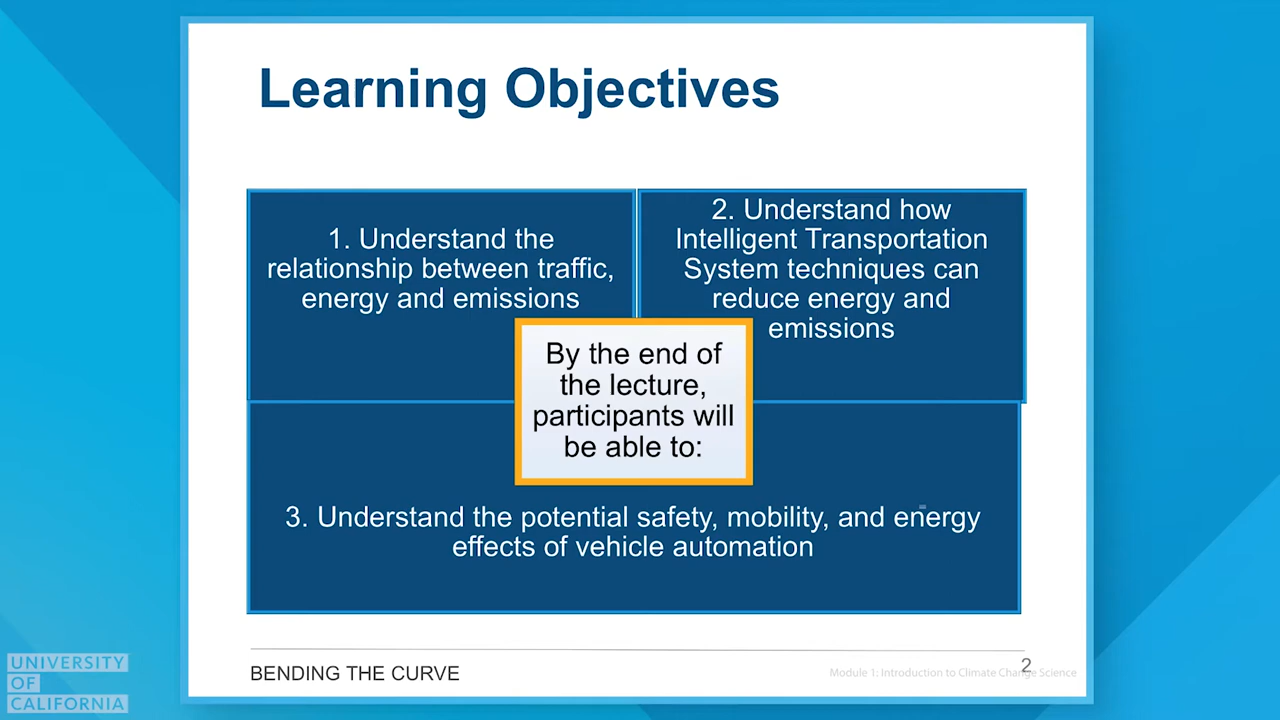 Learning Objectives
1. Understand the
relationship between traffic,
energy and emissions
2. Understand how
Intelligent Transportation
System techniques can
reduce energy and
emissions
By the end of
the lecture,
participants will
be able to:
3. Understand the potential safety, mobility, and energy
effects of vehicle automation
BENDING THE CURVE
Module 1: Introduction to Climate Change Science
2
UNIVERSITY
OF
CALIFORNIA